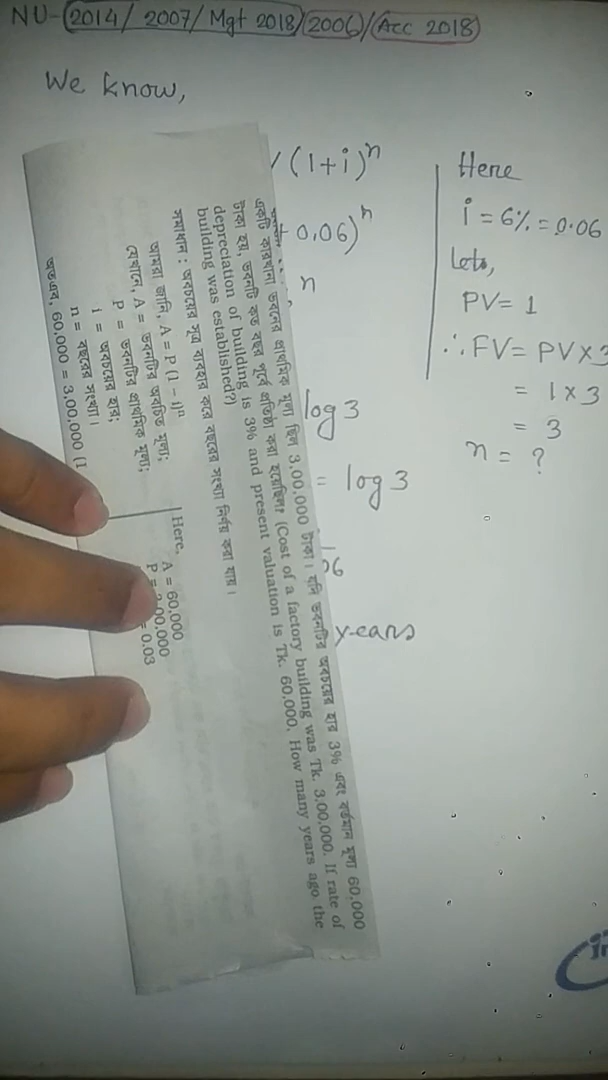 NU-(2014/ 2007/ Mgt 2018)(2006)/(Acc 2018)
We know,
(1+i)ⁿ
+ 0.06)ⁿ
n
log 3
= log 3
06
years
Here
i = 6% = 0.06
Lets,
PV= 1
∴ FV= PV×3
= 1×3
= 3
n = ?
একটি কারখানা ভবনের প্রাথমিক মূল্য ছিল 3,00,000 টাকা। যদি ভবনটির অবচয়ের হার 3% এবং বর্তমান মূল্য 60,000
টাকা হয়, ভবনটি কত বছর পূর্বে প্রতিষ্ঠা করা হয়েছিল? (Cost of a factory building was Tk. 3,00,000. If rate of
depreciation of building is 3% and present valuation is Tk. 60,000. How many years ago the
building was established?)
সমাধান : অবচয়ের সূত্র ব্যবহার করে বছরের সংখ্যা নির্ণয় করা যায়।
আমরা জানি, A = P (1 – i)ⁿ
যেখানে, A = ভবনটির অবচিত মূল্য;
P = ভবনটির প্রাথমিক মূল্য;
i = অবচয়ের হার;
n = বছরের সংখ্যা।
Here,
A = 60,000
P = 3,00,000
= 0.03
অতএব, 60,000 = 3,00,000 (1